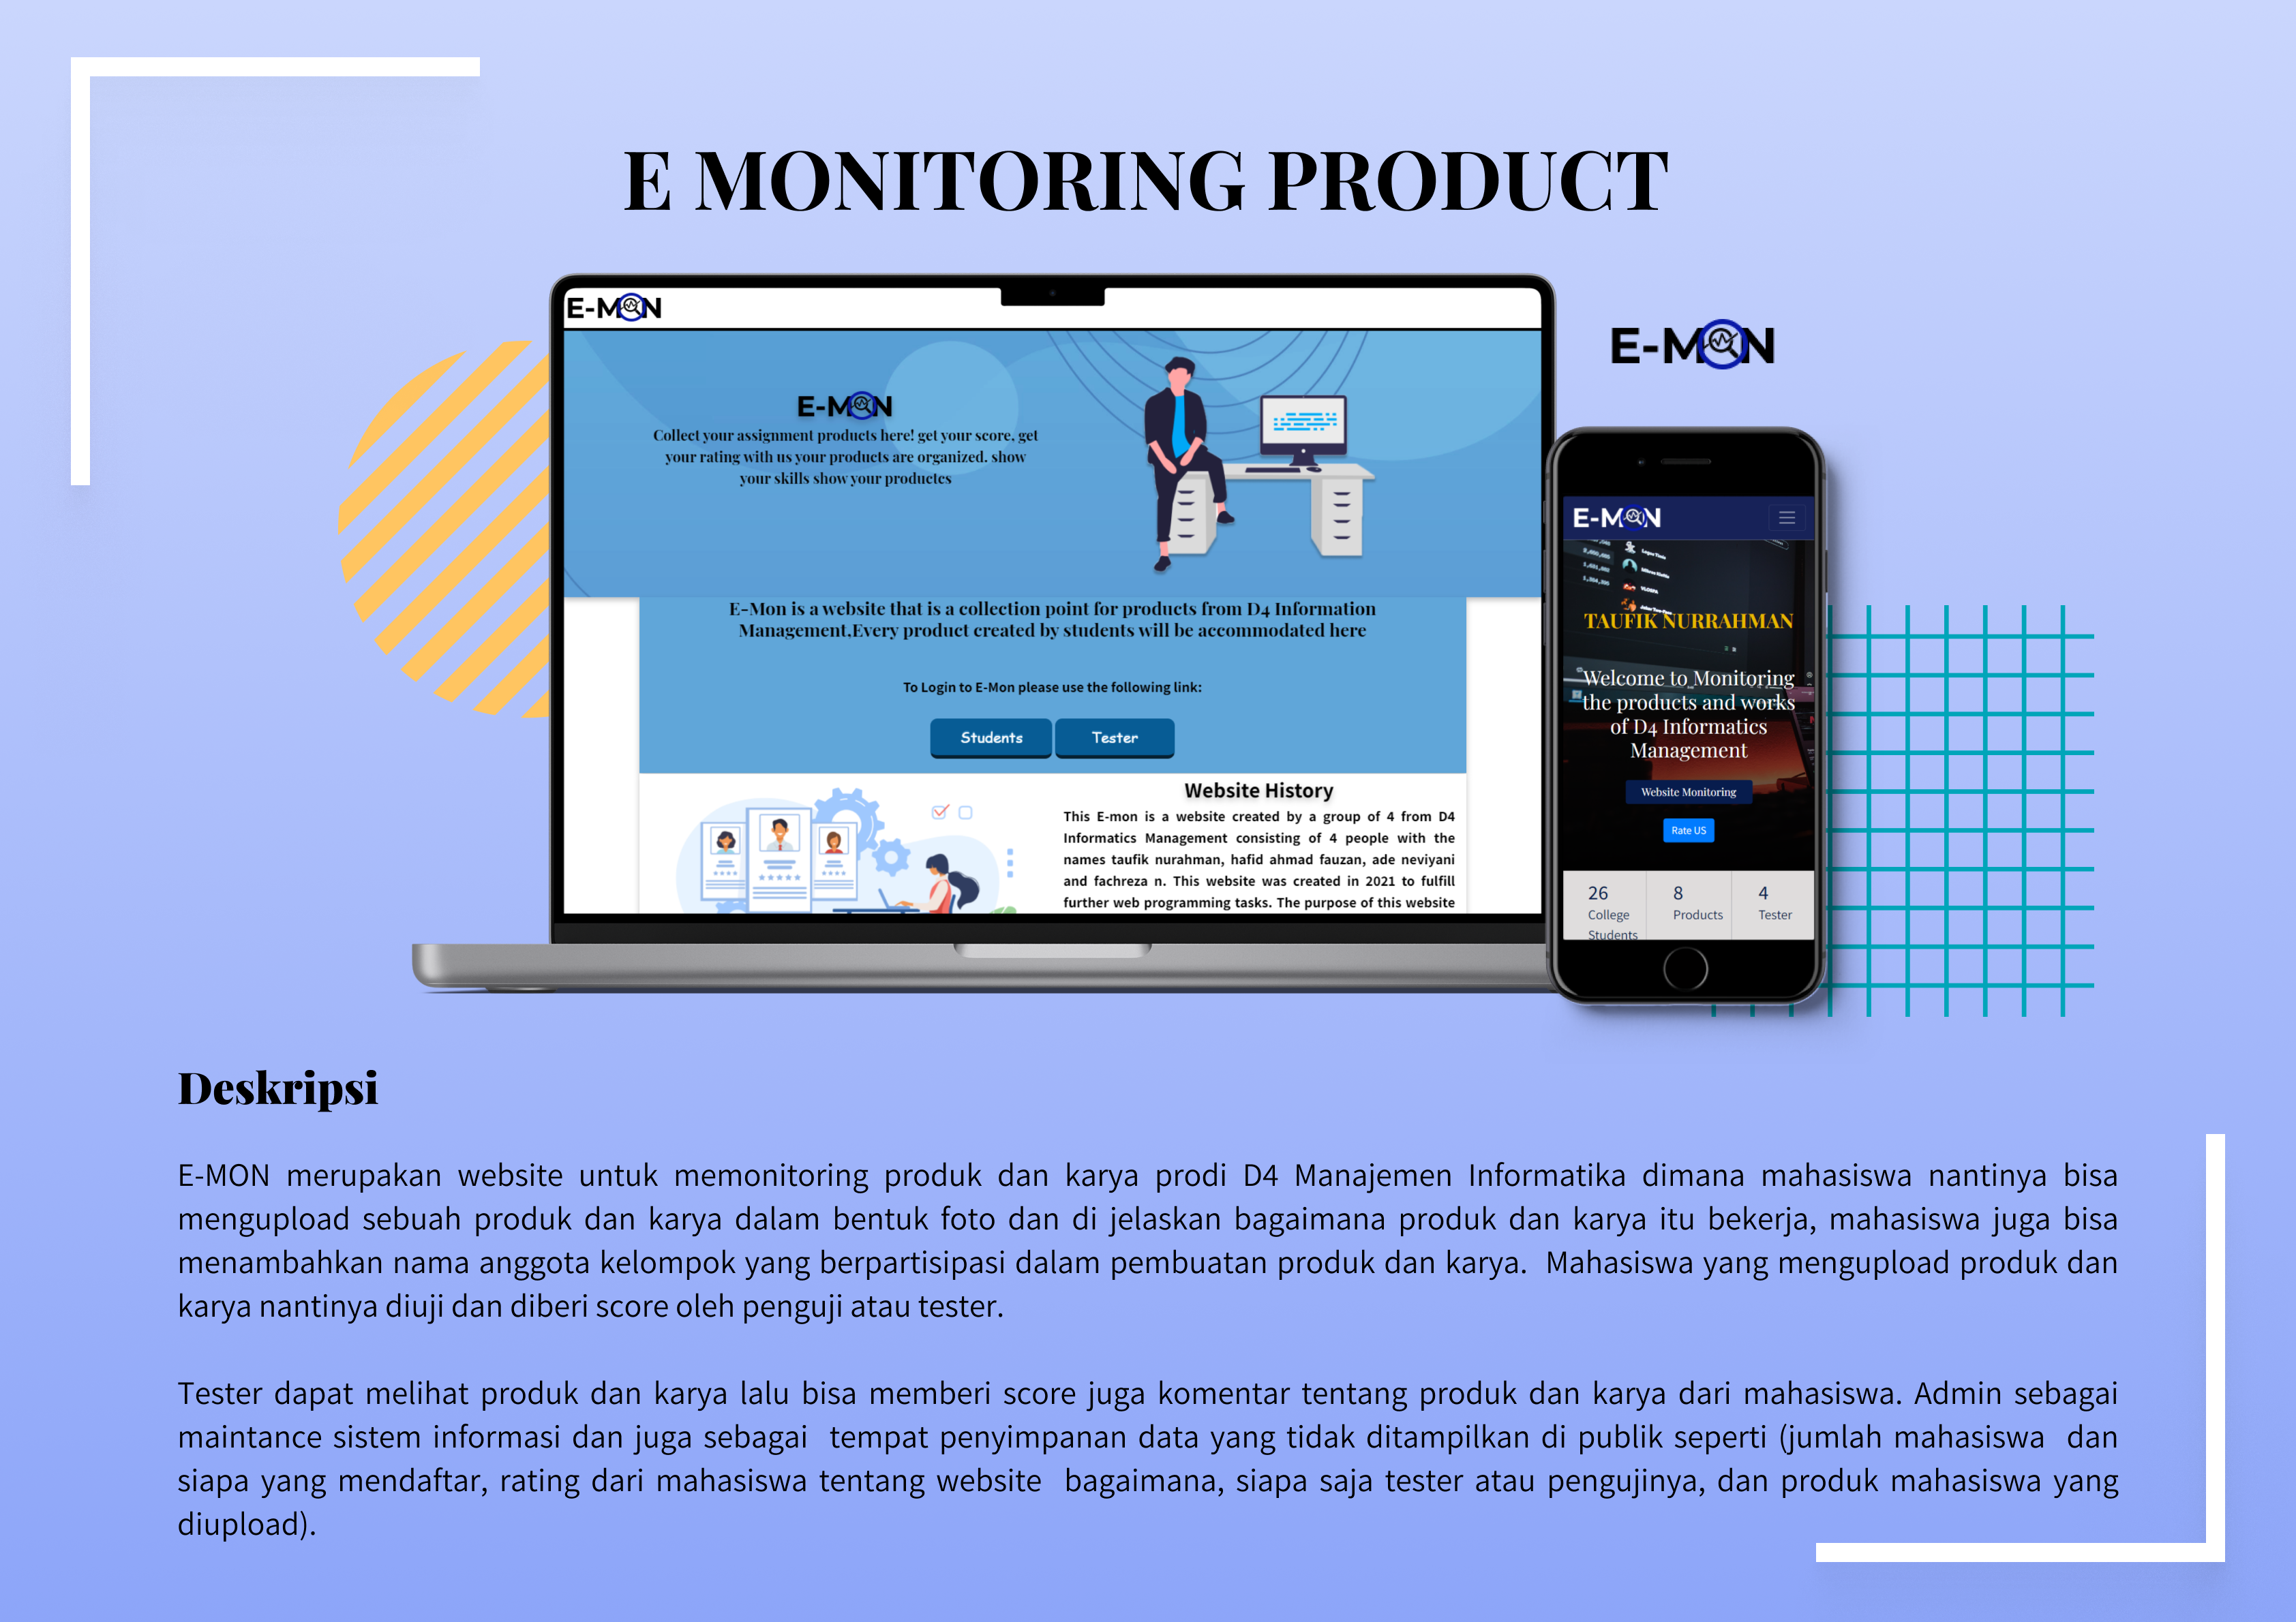 E MONITORING PRODUCT
E-MON
E-MON
E-MON
Collect your assignment products here! get your score, get
your rating with us your products are organized. show
your skills show your productes
E-Mon is a website that is a collection point for products from D4 Information
Management,Every product created by students will be accommodated here
To Login to E-Mon please use the following link:
Students Tester
Website History
This E-mon is a website created by a group of 4 from D4
Informatics Management consisting of 4 people with the
names taufik nurahman, hafid ahmad fauzan, ade neviyani
and fachreza n. This website was created in 2021 to fulfill
further web programming tasks. The purpose of this website
E-MON
TAUFIK NURRAHMAN
Welcome to Monitoring
the products and works
of D4 Informatics
Management
Website Monitoring
Rate US
26 8 4
College Products Tester
Students
Deskripsi
E-MON merupakan website untuk memonitoring produk dan karya prodi D4 Manajemen Informatika dimana mahasiswa nantinya bisa
mengupload sebuah produk dan karya dalam bentuk foto dan di jelaskan bagaimana produk dan karya itu bekerja, mahasiswa juga bisa
menambahkan nama anggota kelompok yang berpartisipasi dalam pembuatan produk dan karya. Mahasiswa yang mengupload produk dan
karya nantinya diuji dan diberi score oleh penguji atau tester.
Tester dapat melihat produk dan karya lalu bisa memberi score juga komentar tentang produk dan karya dari mahasiswa. Admin sebagai
maintance sistem informasi dan juga sebagai tempat penyimpanan data yang tidak ditampilkan di publik seperti (jumlah mahasiswa dan
siapa yang mendaftar, rating dari mahasiswa tentang website bagaimana, siapa saja tester atau pengujinya, dan produk mahasiswa yang
diupload).